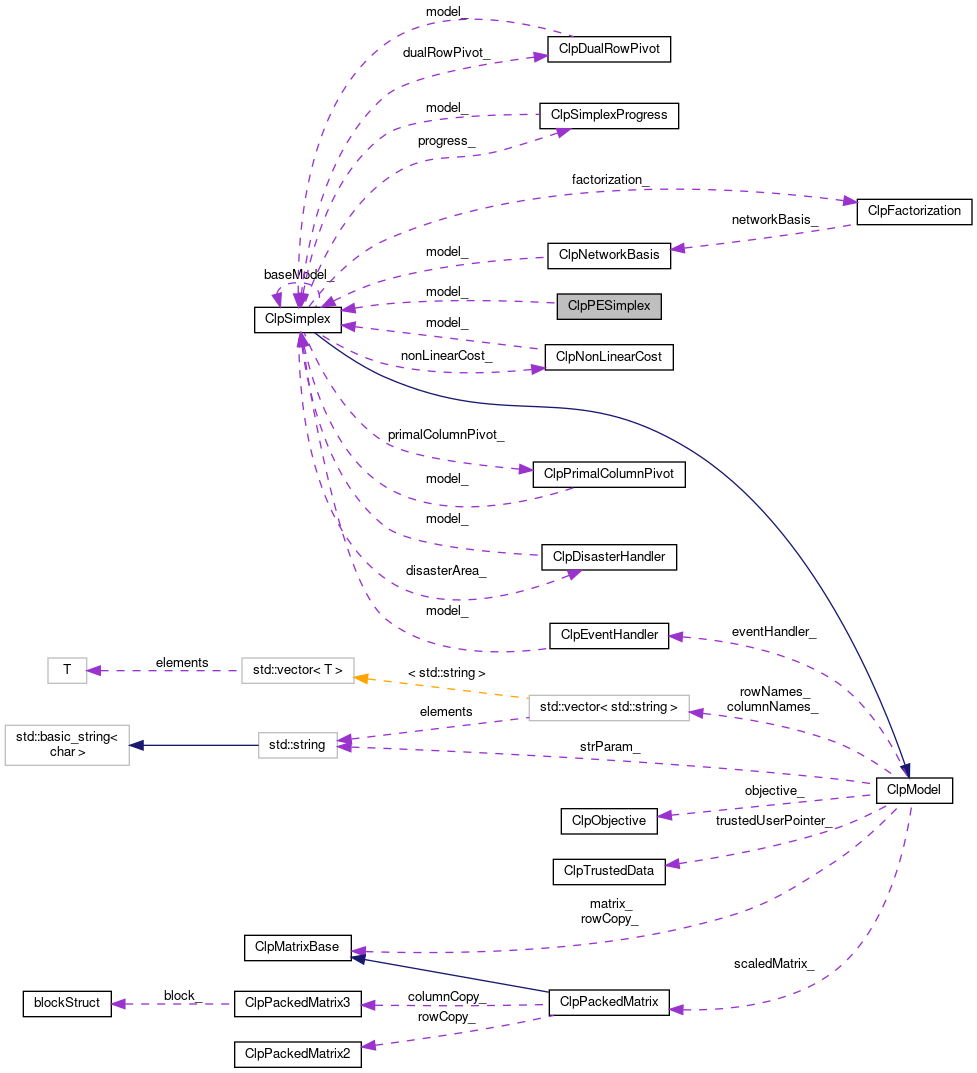 model_
ClpDualRowPivot
dualRowPivot_
model_
ClpSimplexProgress
progress_
factorization_
ClpFactorization
networkBasis_
model_
ClpNetworkBasis
baseModel_
model_
ClpPESimplex
ClpSimplex
model_
nonLinearCost_
ClpNonLinearCost
primalColumnPivot_
ClpPrimalColumnPivot
model_
model_
ClpDisasterHandler
disasterArea_
model_
ClpEventHandler
eventHandler_
T
elements
std::vector< T >
< std::string >
std::vector< std::string >
rowNames_
columnNames_
elements
std::basic_string<
char >
std::string
strParam_
ClpModel
objective_
ClpObjective
trustedUserPointer_
ClpTrustedData
matrix_
rowCopy_
ClpMatrixBase
scaledMatrix_
blockStruct
block_
ClpPackedMatrix3
columnCopy_
ClpPackedMatrix
rowCopy_
ClpPackedMatrix2